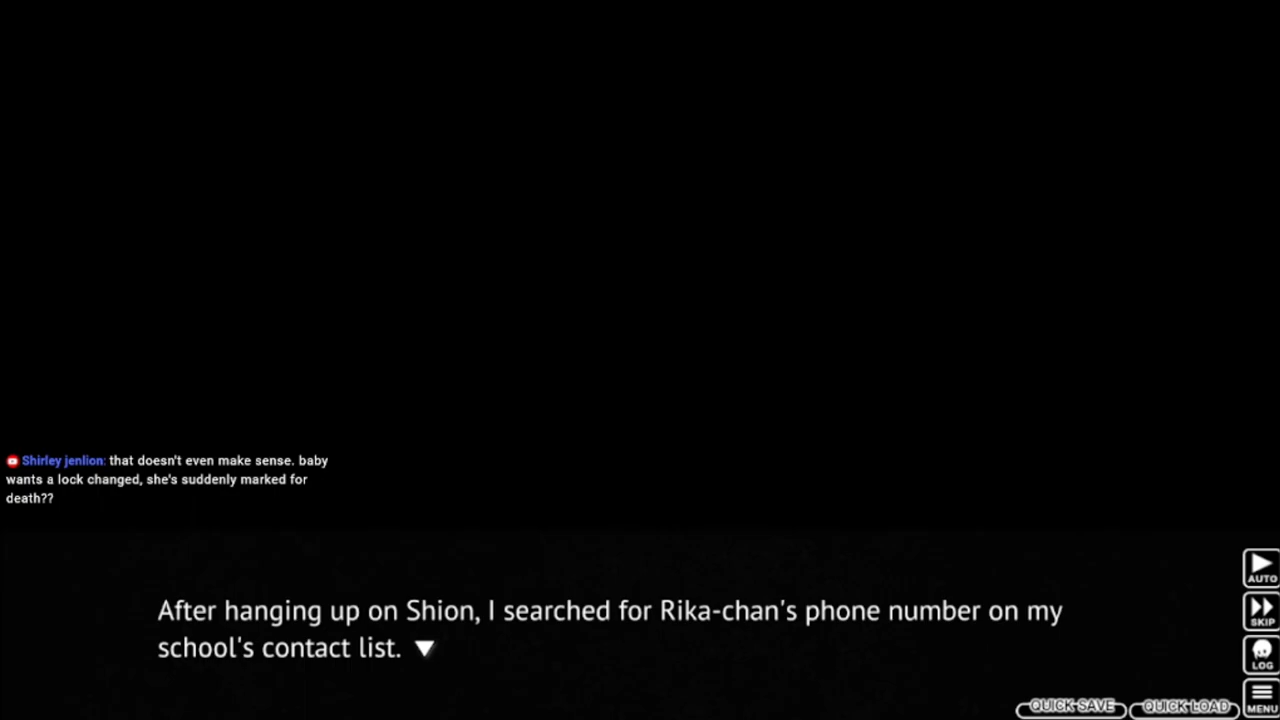 Shirley jenlion: that doesn't even make sense. baby
wants a lock changed, she's suddenly marked for
death??
After hanging up on Shion, I searched for Rika-chan's phone number on my
school's contact list.
AUTO
SKIP
LOG
MENU
QUICK SAVE
QUICK LOAD